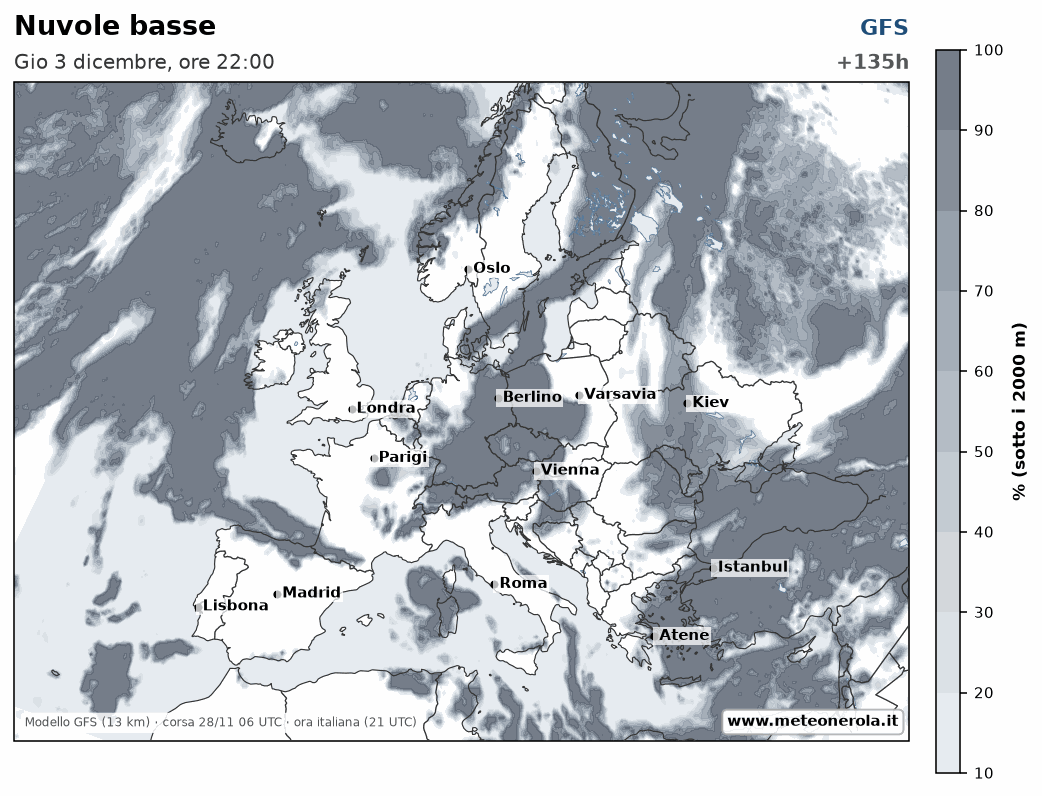 Nuvole basse
GFS
Gio 3 dicembre, ore 22:00
+135h
Oslo
Londra
Berlino
Varsavia
Kiev
Parigi
Vienna
Madrid
Lisbona
Roma
Istanbul
Atene
Modello GFS (13 km) · corsa 28/11 06 UTC · ora italiana (21 UTC)
www.meteonerola.it
100
90
80
70
60
50
40
30
20
10
% (sotto i 2000 m)